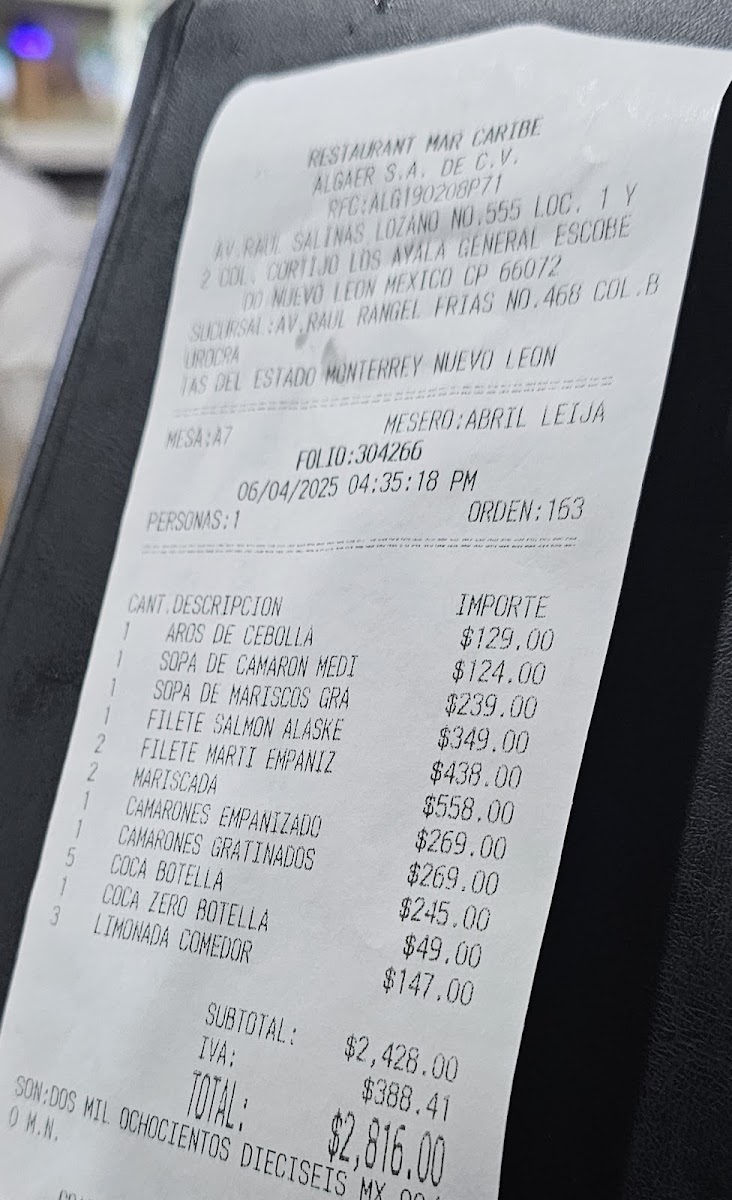 RESTAURANT MAR CARIBE
ALGAER S.A. DE C.V.
RFC:ALG190208P71
AV.RAUL SALINAS LOZANO NO.555 LOC. 1 Y
2 COL. CORTIJO LOS AYALA GENERAL ESCOBE
DO NUEVO LEON MEXICO CP 66072
SUCURSAL:AV.RAUL RANGEL FRIAS NO.468 COL.B
UROCRA
TAS DEL ESTADO MONTERREY NUEVO LEON
MESA:A7 MESERO:ABRIL LEIJA
FOLIO:304266
06/04/2025 04:35:18 PM
PERSONAS:1 ORDEN:163
CANT.DESCRIPCION IMPORTE
1 AROS DE CEBOLLA $129.00
1 SOPA DE CAMARON MEDI $124.00
1 SOPA DE MARISCOS GRA $239.00
1 FILETE SALMON ALASKE $349.00
2 FILETE MARTI EMPANIZ $438.00
2 MARISCADA $558.00
1 CAMARONES EMPANIZADO $269.00
1 CAMARONES GRATINADOS $269.00
5 COCA BOTELLA $245.00
1 COCA ZERO BOTELLA $49.00
3 LIMONADA COMEDOR $147.00
SUBTOTAL: $2,428.00
IVA: $388.41
TOTAL: $2,816.00
SON:DOS MIL OCHOCIENTOS DIECISEIS MX
O M.N.